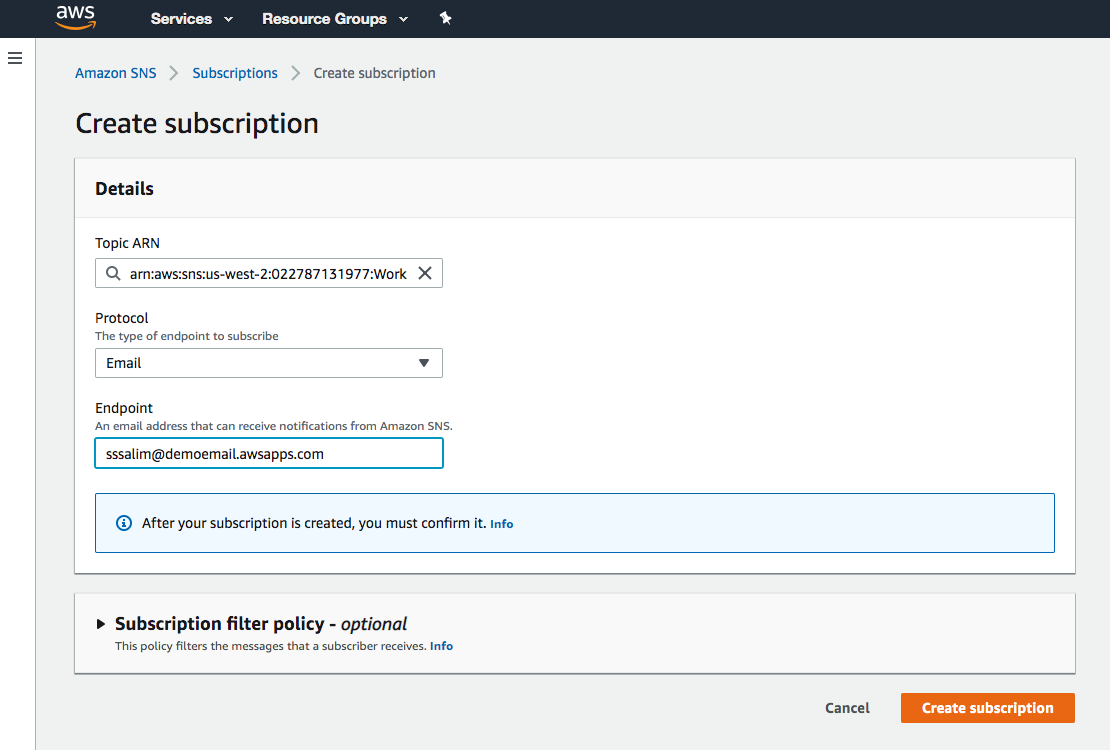 aws Services Resource Groups
Amazon SNS Subscriptions Create subscription
Create subscription
Details
Topic ARN
arn:aws:sns:us-west-2:022787131977:Work
Protocol
The type of endpoint to subscribe
Email
Endpoint
An email address that can receive notifications from Amazon SNS.
sssalim@demoemail.awsapps.com
After your subscription is created, you must confirm it. Info
Subscription filter policy - optional
This policy filters the messages that a subscriber receives. Info
Cancel Create subscription